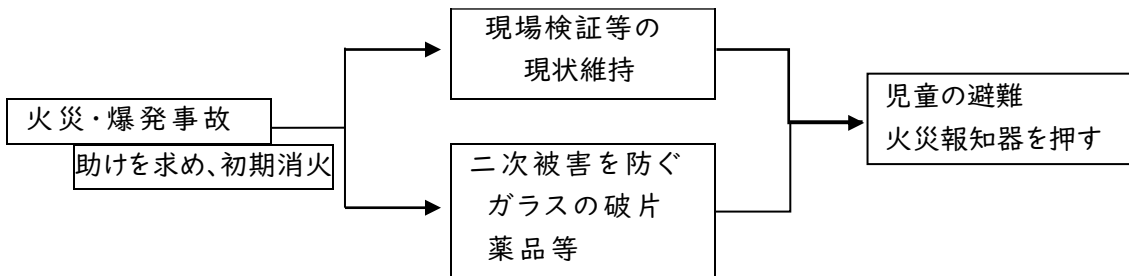 現場検証等の
現状維持
火災・爆発事故
助けを求め、初期消火
二次被害を防ぐ
ガラスの破片
薬品等
児童の避難
火災報知器を押す